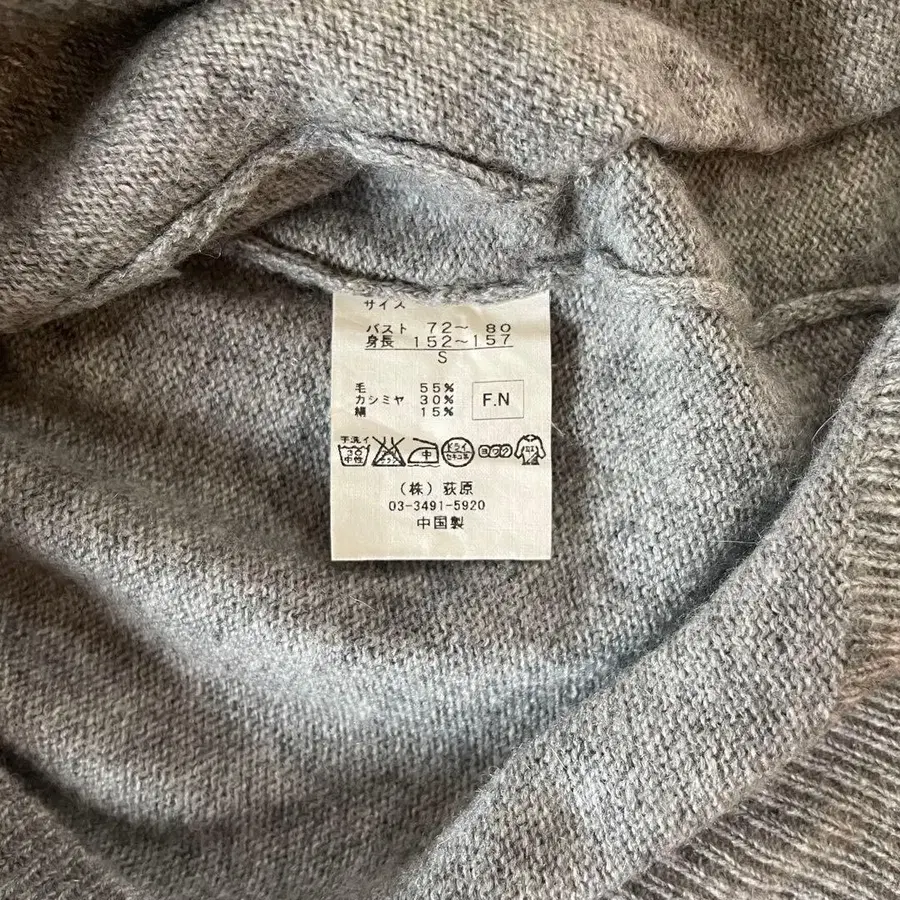 サイズ
バスト 72～ 80
身長 152～157
S
毛 55%
カシミヤ 30%
絹 15%
F.N
手洗イ 30 中性
中
ドライ セキユ系
ヨワク
(株) 荻原
03-3491-5920
中国製